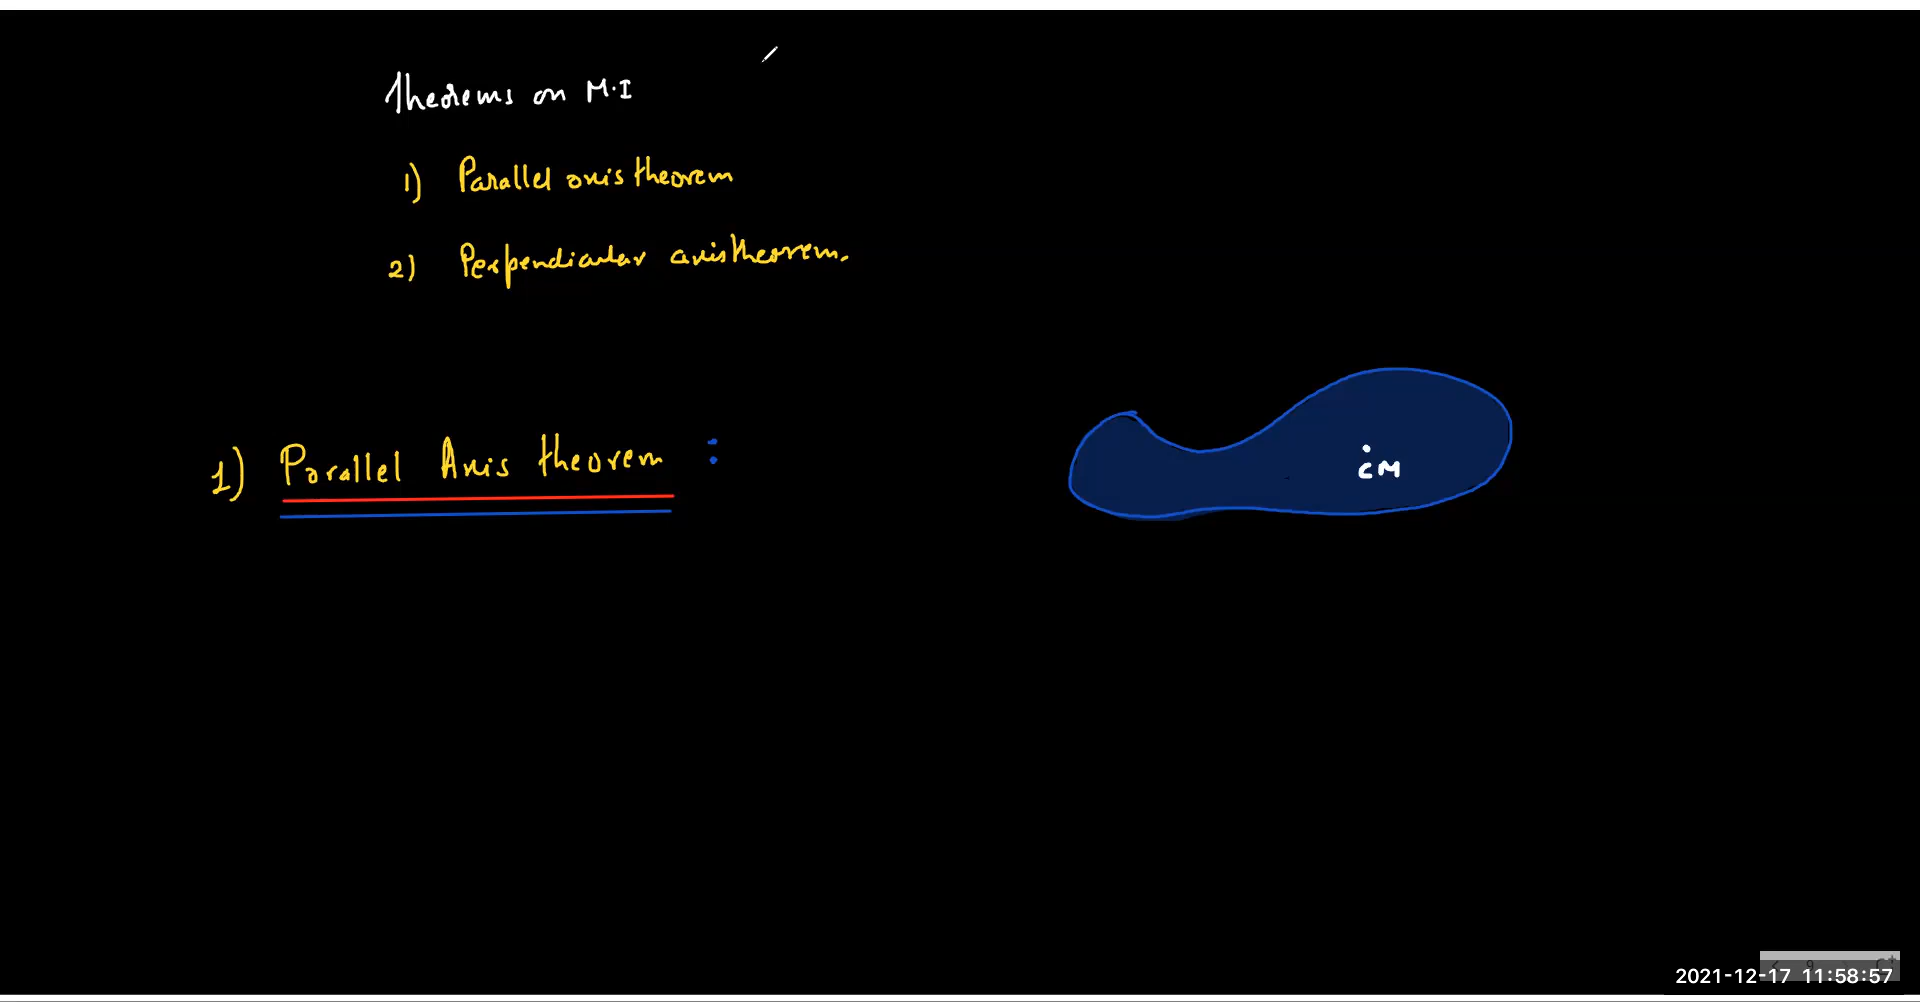 Theorems on M.I
1) Parallel axis theorem
2) Perpendicular axis theorem.
1) Parallel Axis theorem :
CM
2021-12-17 11:58:57